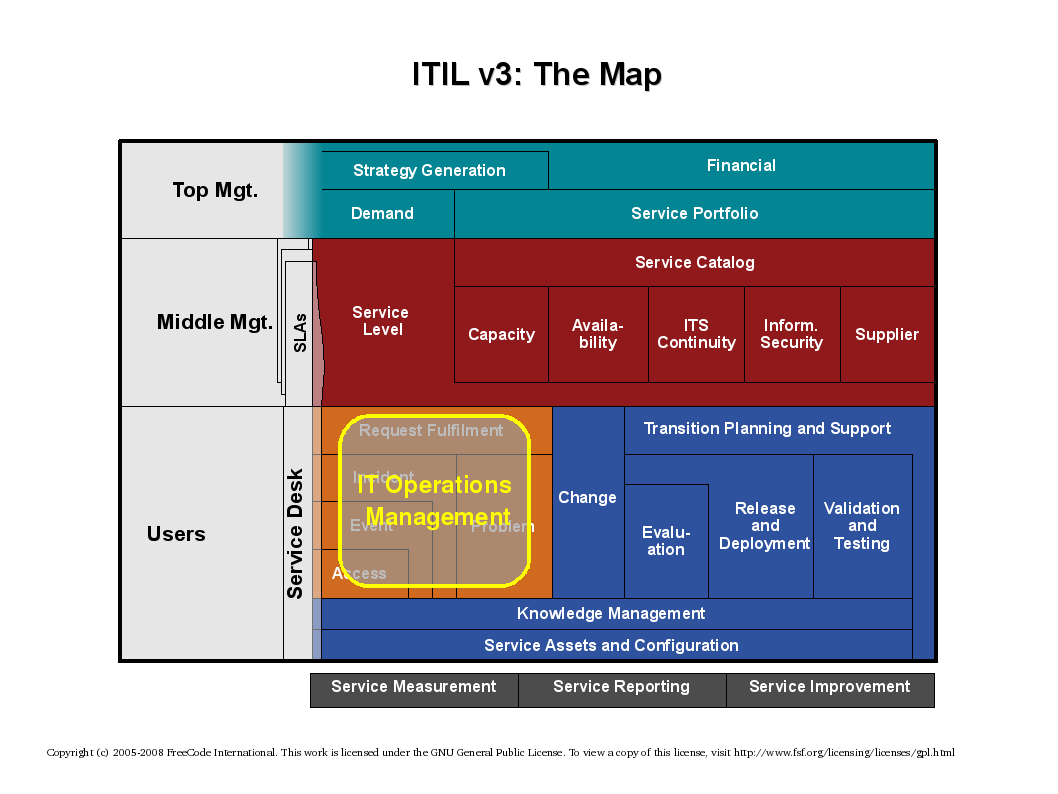 ITIL v3: The Map
Top Mgt.
Strategy Generation
Financial
Demand
Service Portfolio
Middle Mgt.
SLAs
Service
Level
Service Catalog
Capacity
Availa-
bility
ITS
Continuity
Inform.
Security
Supplier
Users
Service Desk
Request Fulfilment
Incident
Event
Problem
Access
IT Operations
Management
Change
Transition Planning and Support
Evalu-
ation
Release
and
Deployment
Validation
and
Testing
Knowledge Management
Service Assets and Configuration
Service Measurement
Service Reporting
Service Improvement
Copyright (c) 2005-2008 FreeCode International. This work is licensed under the GNU General Public License. To view a copy of this license, visit http://www.fsf.org/licensing/licenses/gpl.html